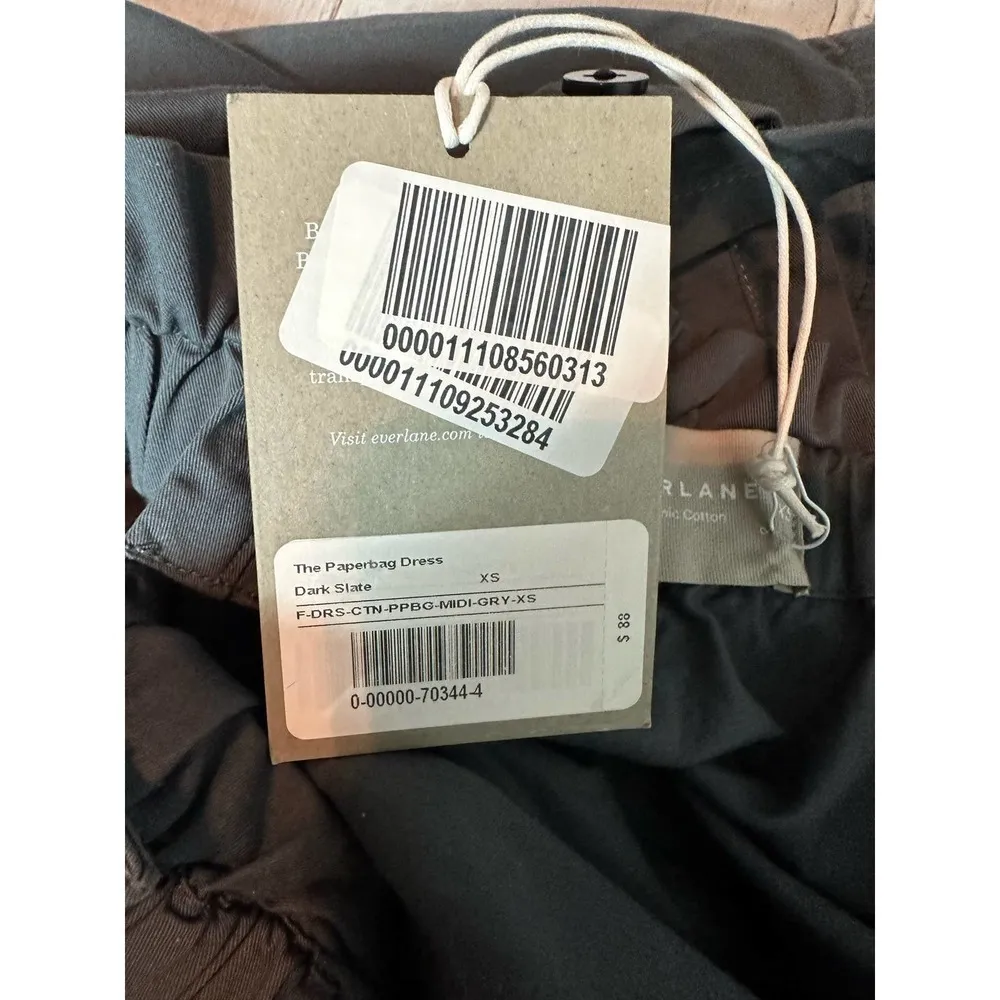 000011108560313
000011109253284
Visit everlane.com
RLANE
nic Cotton
XS
The Paperbag Dress
Dark Slate XS
F-DRS-CTN-PPBG-MIDI-GRY-XS
$ 88
0-00000-70344-4